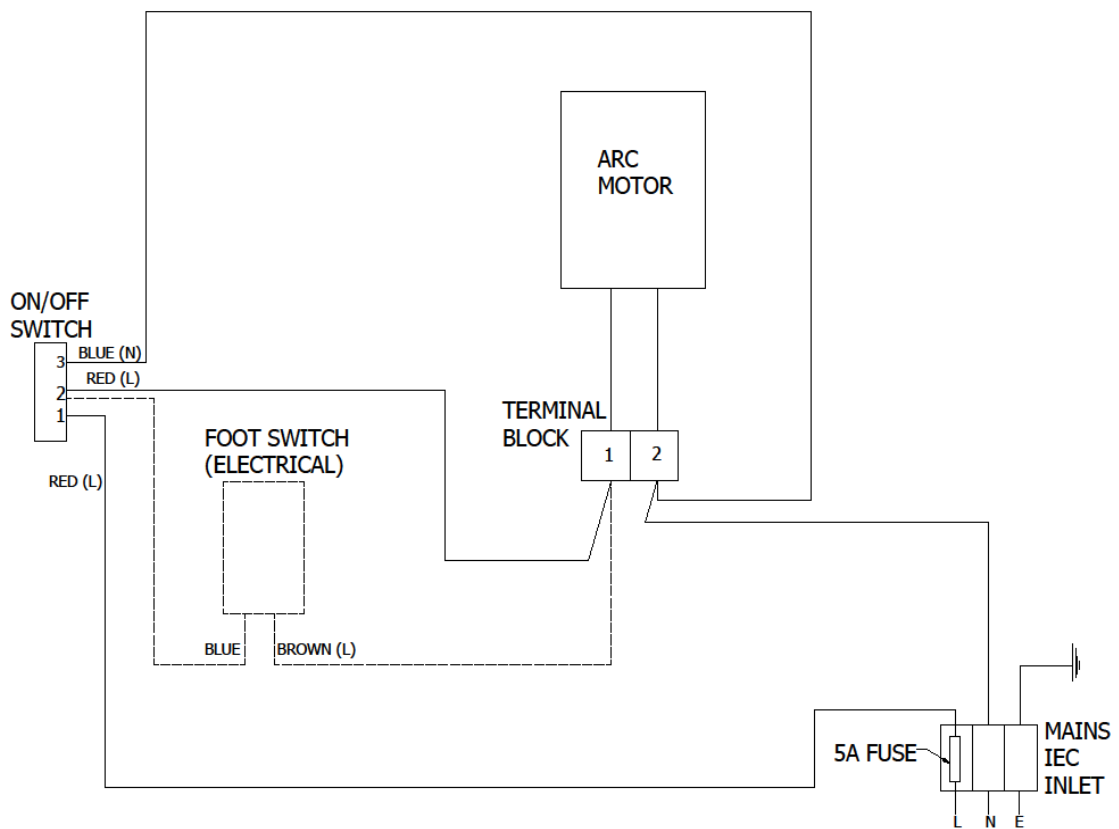 ARC
MOTOR
ON/OFF
SWITCH
3
BLUE (N)
RED (L)
2
1
TERMINAL
BLOCK
1
2
FOOT SWITCH
(ELECTRICAL)
RED (L)
BLUE
BROWN (L)
MAINS
IEC
INLET
5A FUSE
L
N
E